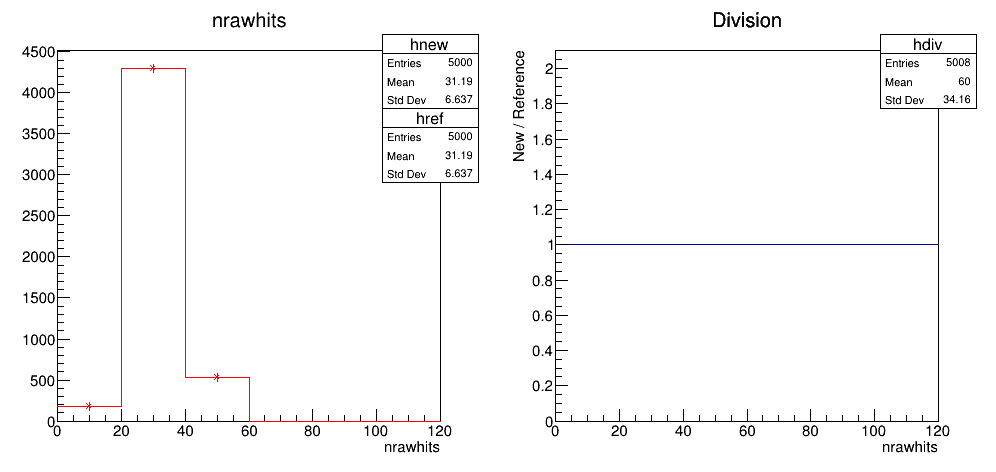 nrawhits
hnew
Entries 5000
Mean 31.19
Std Dev 6.637
href
Entries 5000
Mean 31.19
Std Dev 6.637
4500
4000
3500
3000
2500
2000
1500
1000
500
0
0 20 40 60 80 100 120
nrawhits
Division
hdiv
Entries 5008
Mean 60
Std Dev 34.16
New / Reference
2
1.8
1.6
1.4
1.2
1
0.8
0.6
0.4
0.2
0
0 20 40 60 80 100 120
nrawhits